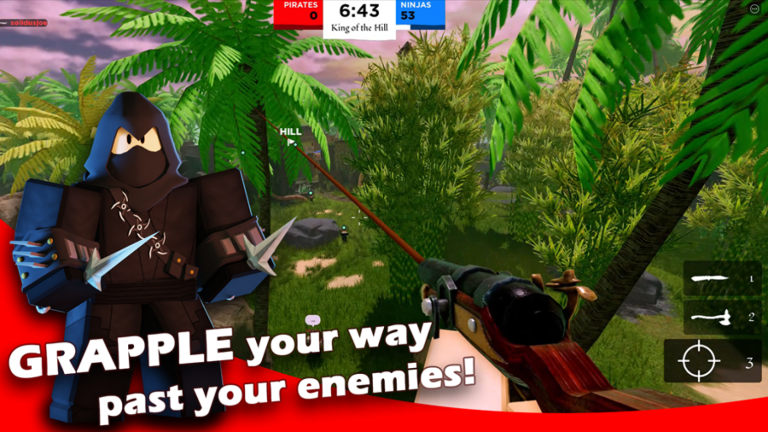 PIRATES
0
6:43
King of the Hill
NINJAS
53
HILL
1
2
3
GRAPPLE your way
past your enemies!